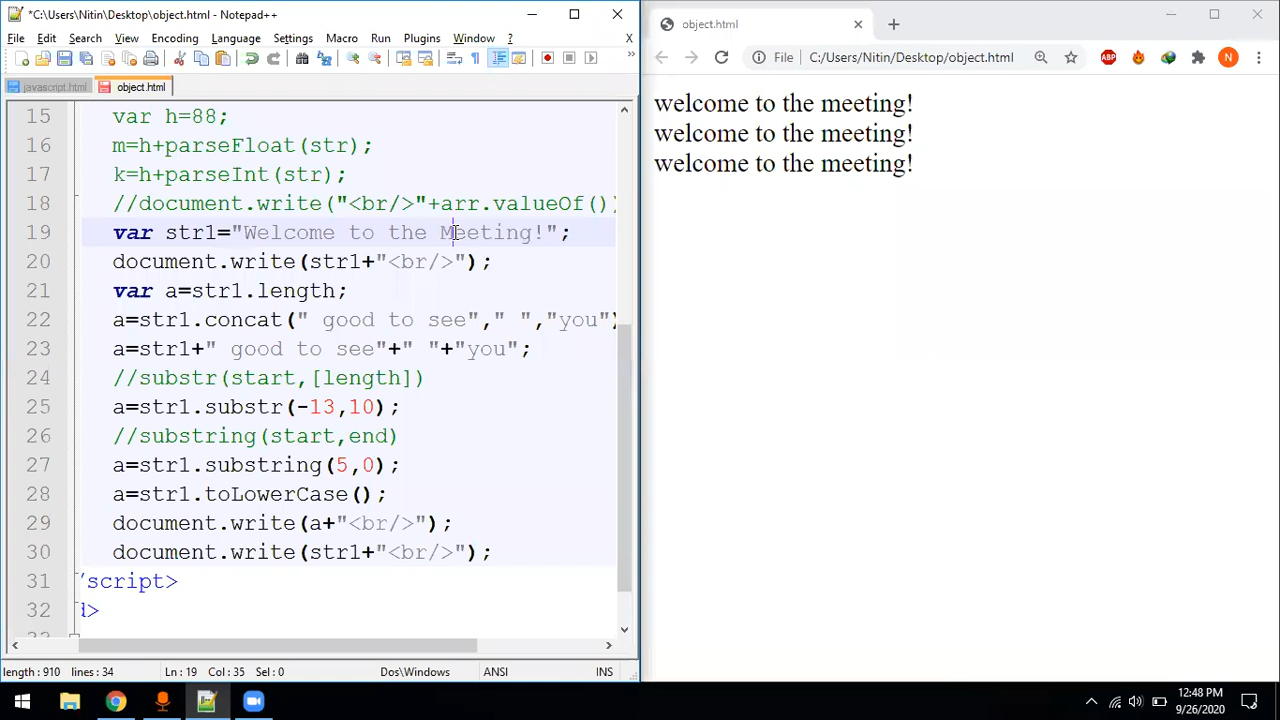 *C:\Users\Nitin\Desktop\object.html - Notepad++
File Edit Search View Encoding Language Settings Macro Run Plugins Window ? X
javascript.html object.html
15 var h=88;
16 m=h+parseFloat(str);
17 k=h+parseInt(str);
18 //document.write("<br/>"+arr.valueOf())
19 var str1="Welcome to the Meeting!";
20 document.write(str1+"<br/>");
21 var a=str1.length;
22 a=str1.concat(" good to see"," ","you")
23 a=str1+" good to see"+" "+"you";
24 //substr(start,[length])
25 a=str1.substr(-13,10);
26 //substring(start,end)
27 a=str1.substring(5,0);
28 a=str1.toLowerCase();
29 document.write(a+"<br/>");
30 document.write(str1+"<br/>");
31 /script>
32 d>
33
length : 910 lines : 34 Ln : 19 Col : 35 Sel : 0 Dos\Windows ANSI INS
object.html
File C:/Users/Nitin/Desktop/object.html ABP N
welcome to the meeting!
welcome to the meeting!
welcome to the meeting!
12:48 PM
9/26/2020